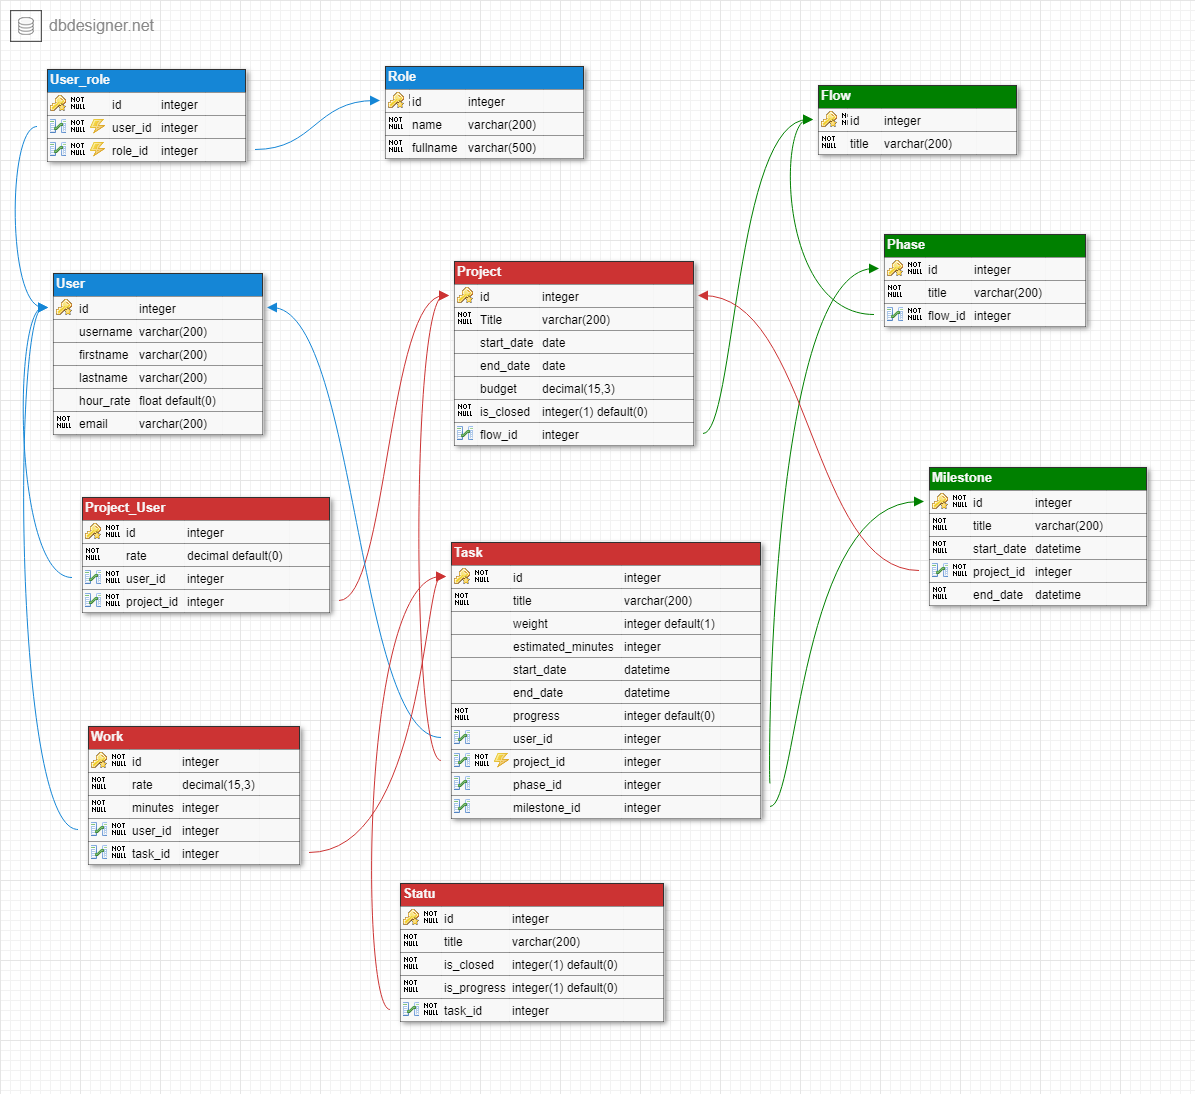 dbdesigner.net
User_role
NOT NULL id integer
NOT NULL user_id integer
NOT NULL role_id integer
Role
id integer
NOT NULL name varchar(200)
NOT NULL fullname varchar(500)
Flow
id integer
NOT NULL title varchar(200)
Phase
NOT NULL id integer
NOT NULL title varchar(200)
NOT NULL flow_id integer
User
id integer
username varchar(200)
firstname varchar(200)
lastname varchar(200)
hour_rate float default(0)
NOT NULL email varchar(200)
Project
id integer
NOT NULL Title varchar(200)
start_date date
end_date date
budget decimal(15,3)
NOT NULL is_closed integer(1) default(0)
flow_id integer
Milestone
NOT NULL id integer
NOT NULL title varchar(200)
NOT NULL start_date datetime
NOT NULL project_id integer
NOT NULL end_date datetime
Project_User
NOT NULL id integer
NOT NULL rate decimal default(0)
NOT NULL user_id integer
NOT NULL project_id integer
Task
NOT NULL id integer
NOT NULL title varchar(200)
weight integer default(1)
estimated_minutes integer
start_date datetime
end_date datetime
NOT NULL progress integer default(0)
user_id integer
NOT NULL project_id integer
phase_id integer
milestone_id integer
Work
NOT NULL id integer
NOT NULL rate decimal(15,3)
NOT NULL minutes integer
NOT NULL user_id integer
NOT NULL task_id integer
Statu
NOT NULL id integer
NOT NULL title varchar(200)
NOT NULL is_closed integer(1) default(0)
NOT NULL is_progress integer(1) default(0)
NOT NULL task_id integer